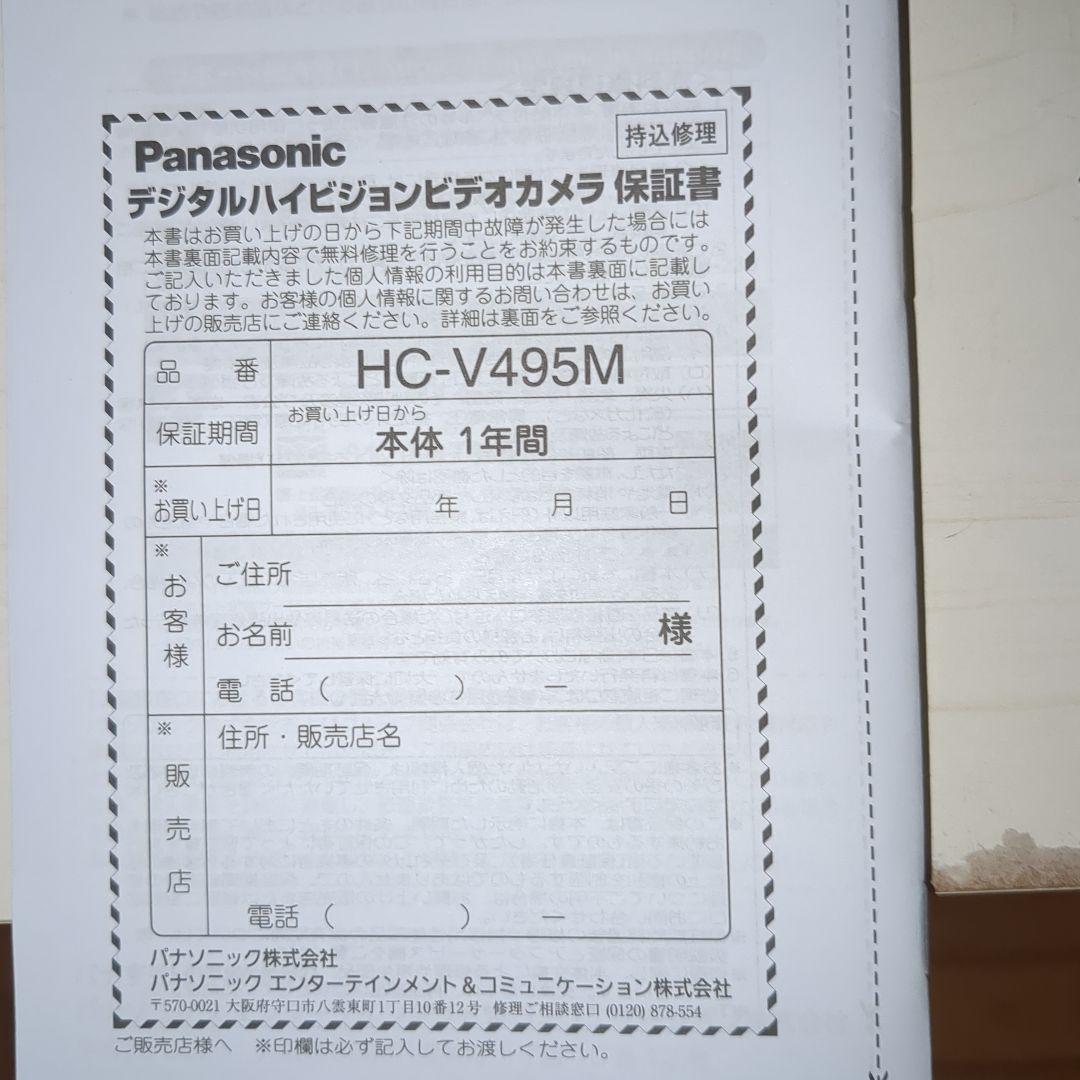 Panasonic
持込修理
デジタルハイビジョンビデオカメラ 保証書
本書はお買い上げの日から下記期間中故障が発生した場合には
本書裏面記載内容で無料修理を行うことをお約束するものです。
ご記入いただきました個人情報の利用目的は本書裏面に記載し
ております。お客様の個人情報に関するお問い合わせは、お買い
上げの販売店にご連絡ください。詳細は裏面をご参照ください。
品 番 HC-V495M
保証期間 お買い上げ日から
本体 1年間
※
お買い上げ日 年 月 日
※
お客様
ご住所
お名前 様
電 話 ( ) ー
※
販売店
住所・販売店名
電話 ( ) ー
パナソニック株式会社
パナソニック エンターテインメント&コミュニケーション株式会社
〒570-0021 大阪府守口市八雲東町1丁目10番12号 修理ご相談窓口 (0120) 878-554
ご販売店様へ ※印欄は必ず記入してお渡しください。